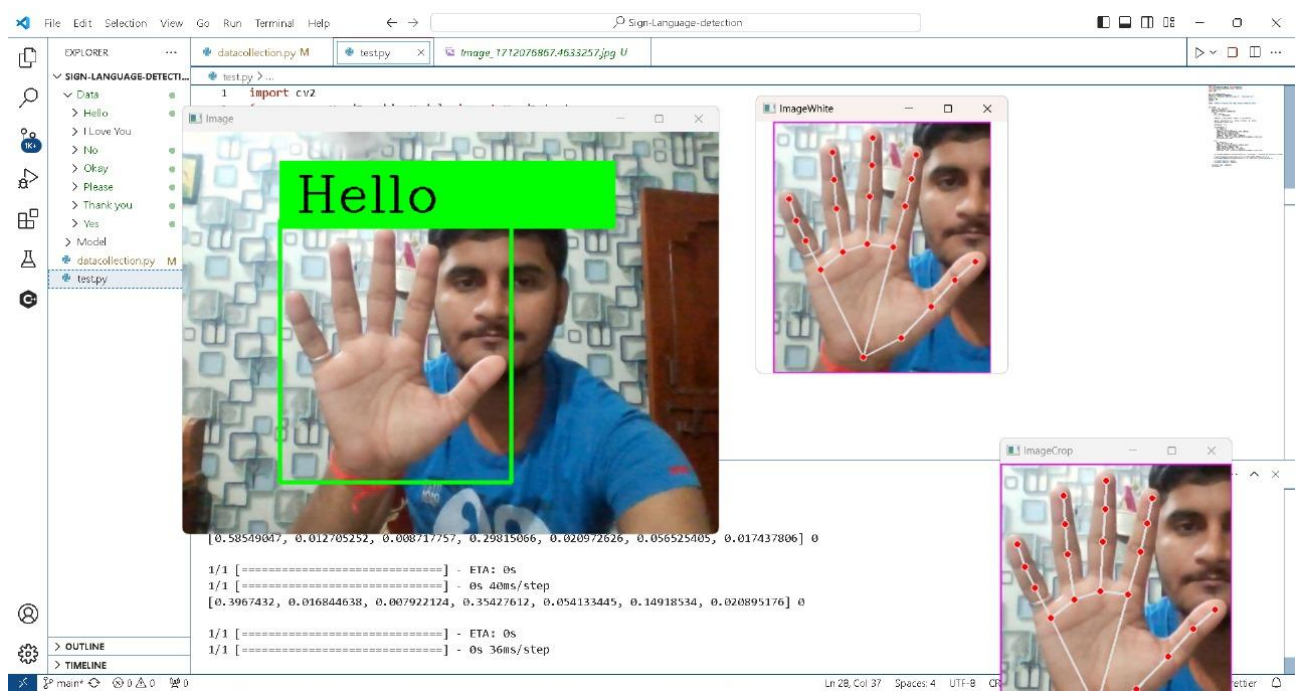 File Edit Selection View Go Run Terminal Help
Sign-Language-detection
EXPLORER
SIGN-LANGUAGE-DETECTI...
Data
Hello
I Love You
No
Okay
Please
Thank you
Yes
Model
datacollection.py M
test.py
OUTLINE
TIMELINE
1K+
datacollection.py M
test.py
Image_1712076867.4633257.jpg U
test.py > ...
1 import cv2
Image
Hello
ImageWhite
ImageCrop
[0.58549047, 0.012705252, 0.008717757, 0.29815066, 0.020972626, 0.056525405, 0.017437806] 0
1/1 [==============================] - ETA: 0s
1/1 [==============================] - 0s 40ms/step
[0.3967432, 0.016844638, 0.007922124, 0.35427612, 0.054133445, 0.14918534, 0.020895176] 0
1/1 [==============================] - ETA: 0s
1/1 [==============================] - 0s 36ms/step
main* 0 0 0
Ln 28, Col 37 Spaces: 4 UTF-8